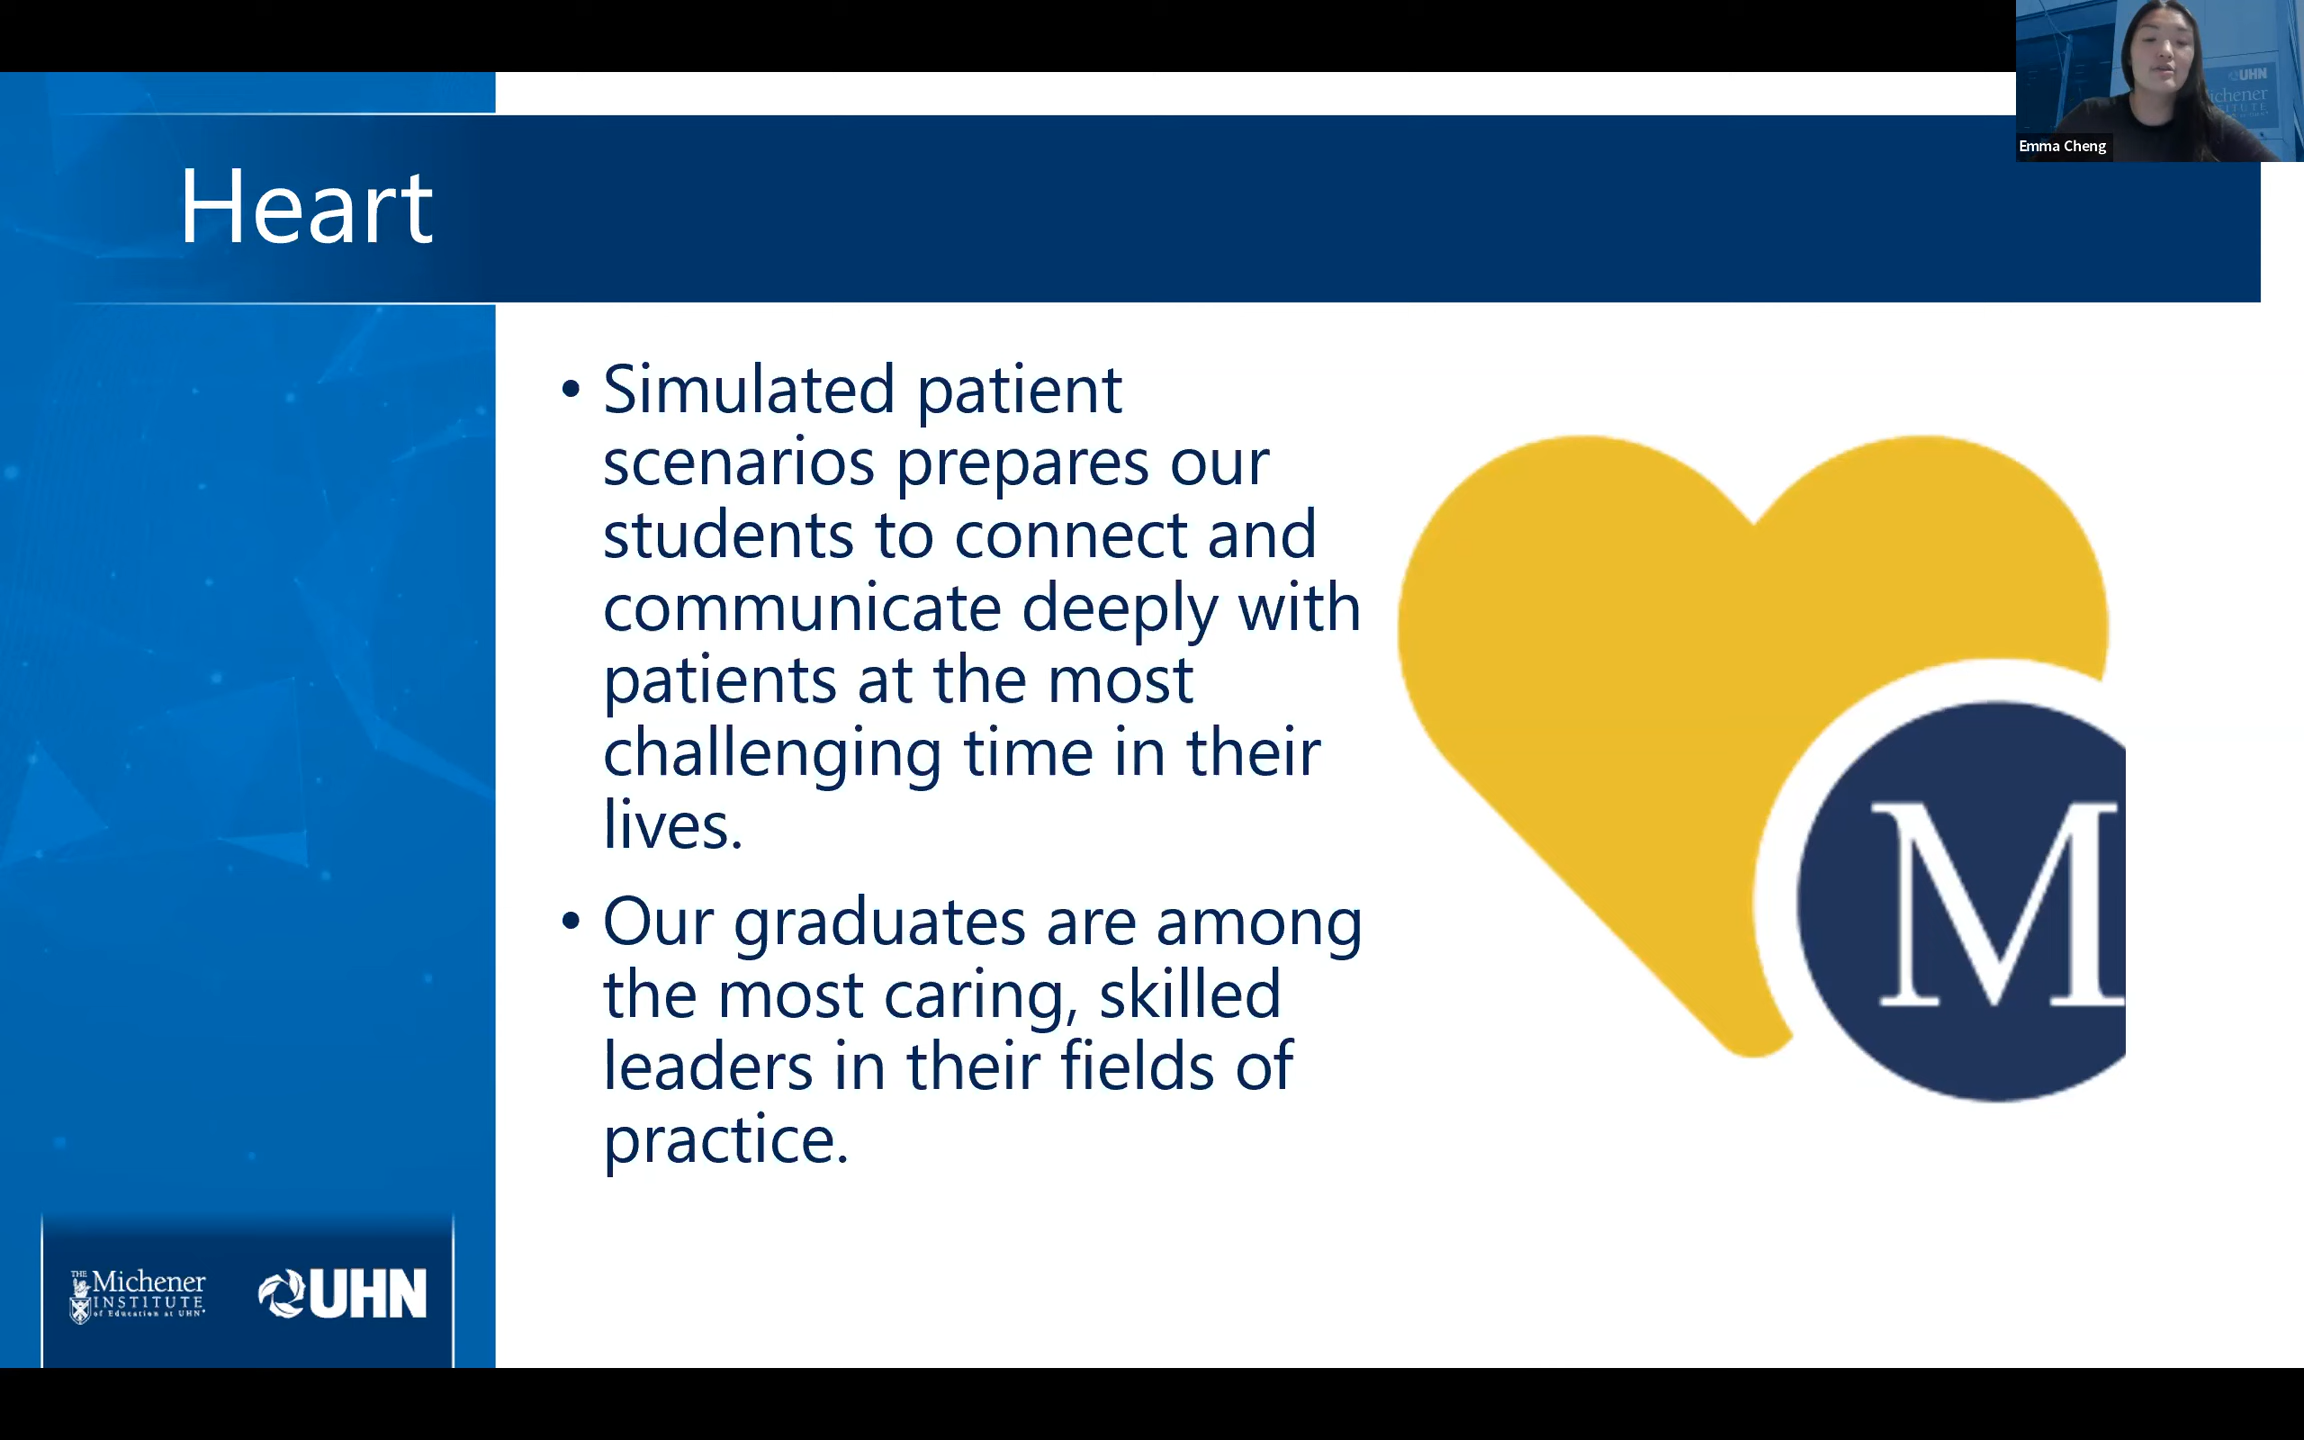 UHN
ichener
Emma Cheng
Heart
• Simulated patient
scenarios prepares our
students to connect and
communicate deeply with
patients at the most
challenging time in their
lives.
• Our graduates are among
the most caring, skilled
leaders in their fields of
practice.
M
THE
Michener
INSTITUTE
of Education at UHN
UHN